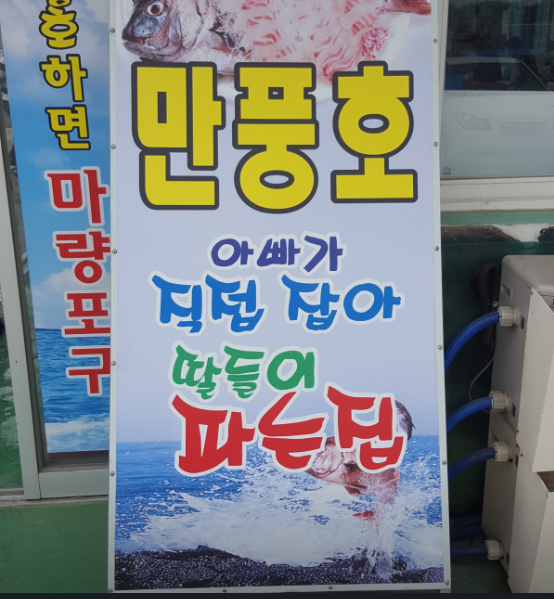 만풍호
아빠가
직접 잡아
딸들이
파는집
호하면
마량포구